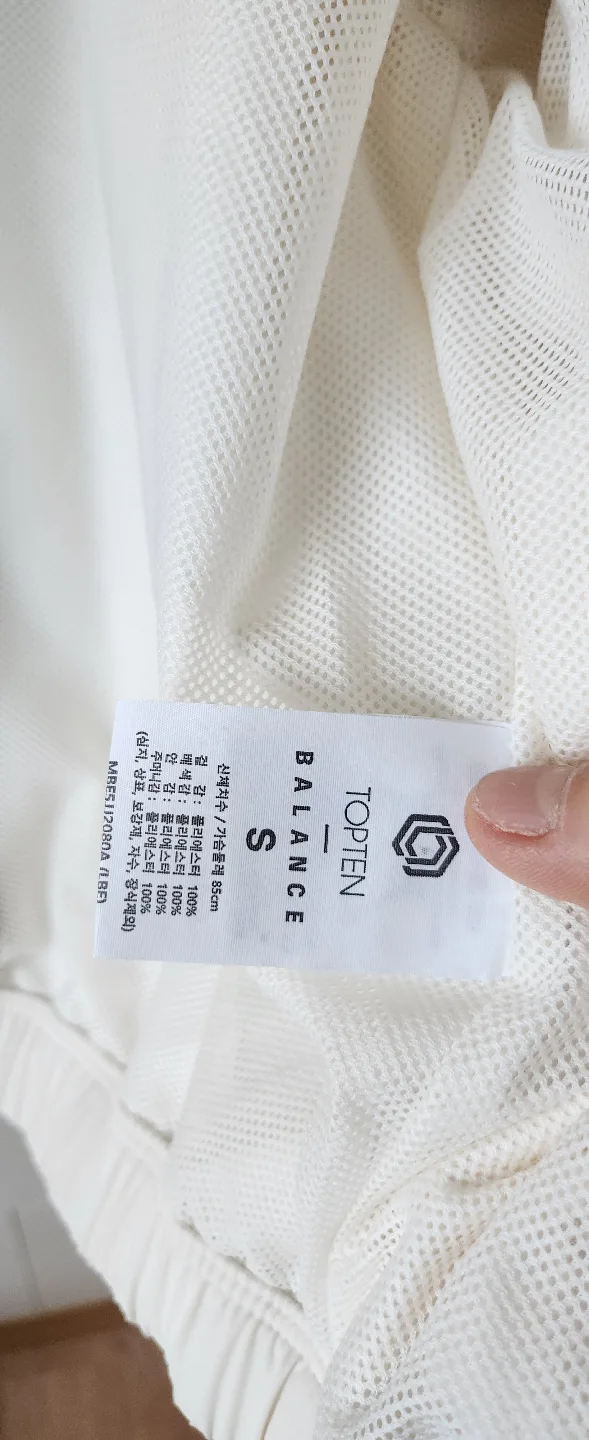 TOPTEN
BALANCE
S
신체치수 / 가슴둘레 85cm
겉 감 : 폴리에스터 100%
배 색 감 : 폴리에스터 100%
안 감 : 폴리에스터 100%
주머니감 : 폴리에스터 100%
(심지, 상표, 보강재, 자수, 장식제외)